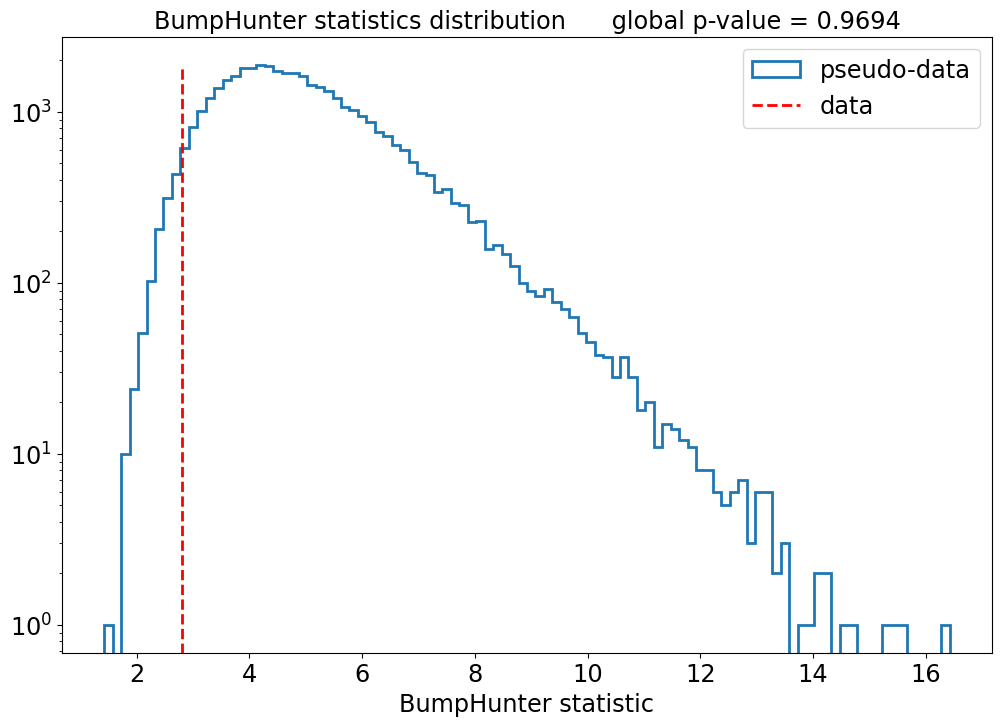 BumpHunter statistics distribution      global p-value = 0.9694
pseudo-data
data
10³
10²
10¹
10⁰
2 4 6 8 10 12 14 16
BumpHunter statistic